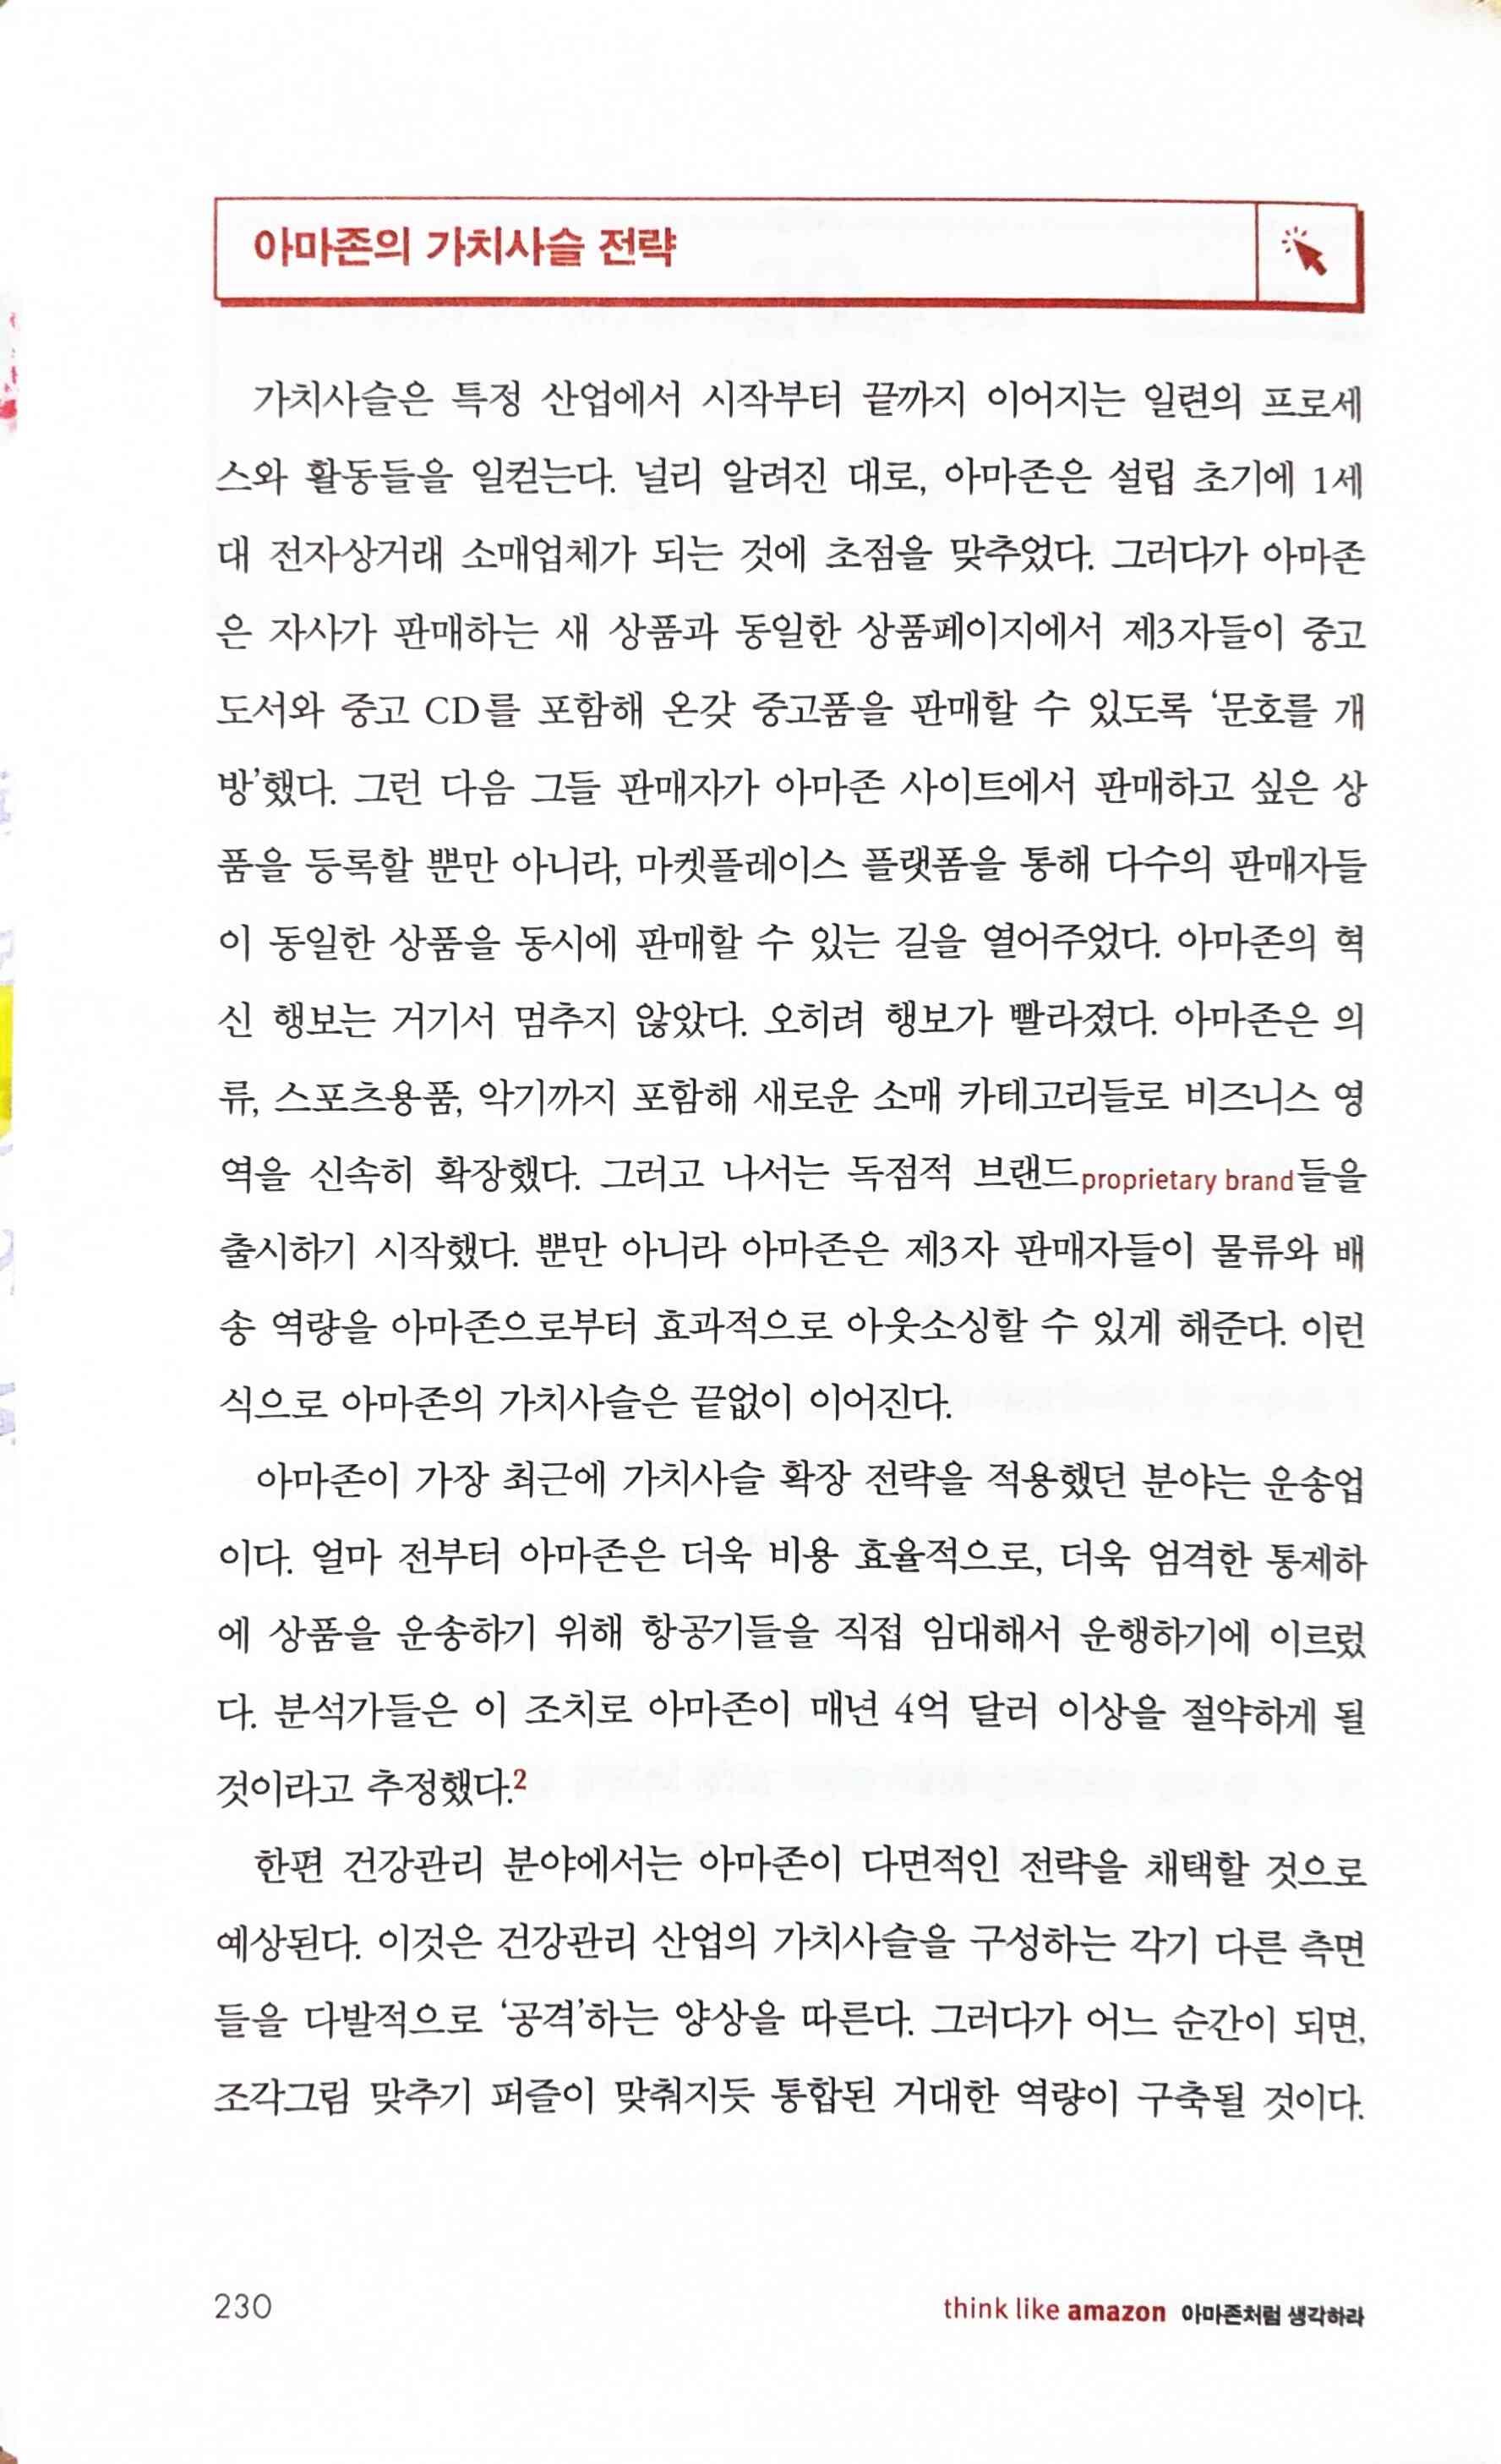 아마존의 가치사슬 전략
가치사슬은 특정 산업에서 시작부터 끝까지 이어지는 일련의 프로세
스와 활동들을 일컫는다. 널리 알려진 대로, 아마존은 설립 초기에 1세
대 전자상거래 소매업체가 되는 것에 초점을 맞추었다. 그러다가 아마존
은 자사가 판매하는 새 상품과 동일한 상품페이지에서 제3자들이 중고
도서와 중고 CD를 포함해 온갖 중고품을 판매할 수 있도록 ‘문호를 개
방’했다. 그런 다음 그들 판매자가 아마존 사이트에서 판매하고 싶은 상
품을 등록할 뿐만 아니라, 마켓플레이스 플랫폼을 통해 다수의 판매자들
이 동일한 상품을 동시에 판매할 수 있는 길을 열어주었다. 아마존의 혁
신 행보는 거기서 멈추지 않았다. 오히려 행보가 빨라졌다. 아마존은 의
류, 스포츠용품, 악기까지 포함해 새로운 소매 카테고리들로 비즈니스 영
역을 신속히 확장했다. 그러고 나서는 독점적 브랜드proprietary brand들을
출시하기 시작했다. 뿐만 아니라 아마존은 제3자 판매자들이 물류와 배
송 역량을 아마존으로부터 효과적으로 아웃소싱할 수 있게 해준다. 이런
식으로 아마존의 가치사슬은 끝없이 이어진다.
아마존이 가장 최근에 가치사슬 확장 전략을 적용했던 분야는 운송업
이다. 얼마 전부터 아마존은 더욱 비용 효율적으로, 더욱 엄격한 통제하
에 상품을 운송하기 위해 항공기들을 직접 임대해서 운행하기에 이르렀
다. 분석가들은 이 조치로 아마존이 매년 4억 달러 이상을 절약하게 될
것이라고 추정했다.2
한편 건강관리 분야에서는 아마존이 다면적인 전략을 채택할 것으로
예상된다. 이것은 건강관리 산업의 가치사슬을 구성하는 각기 다른 측면
들을 다발적으로 ‘공격’하는 양상을 따른다. 그러다가 어느 순간이 되면,
조각그림 맞추기 퍼즐이 맞춰지듯 통합된 거대한 역량이 구축될 것이다.
230
think like amazon 아마존처럼 생각하라